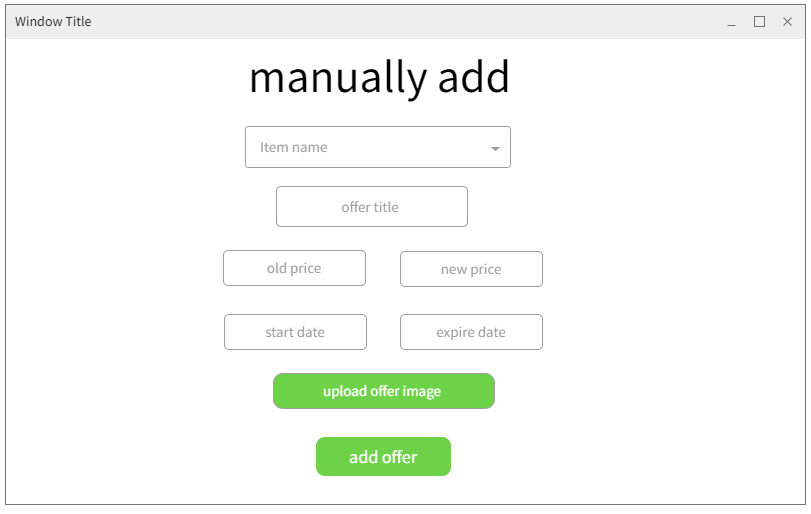 Window Title
manually add
Item name
offer title
old price
new price
start date
expire date
upload offer image
add offer